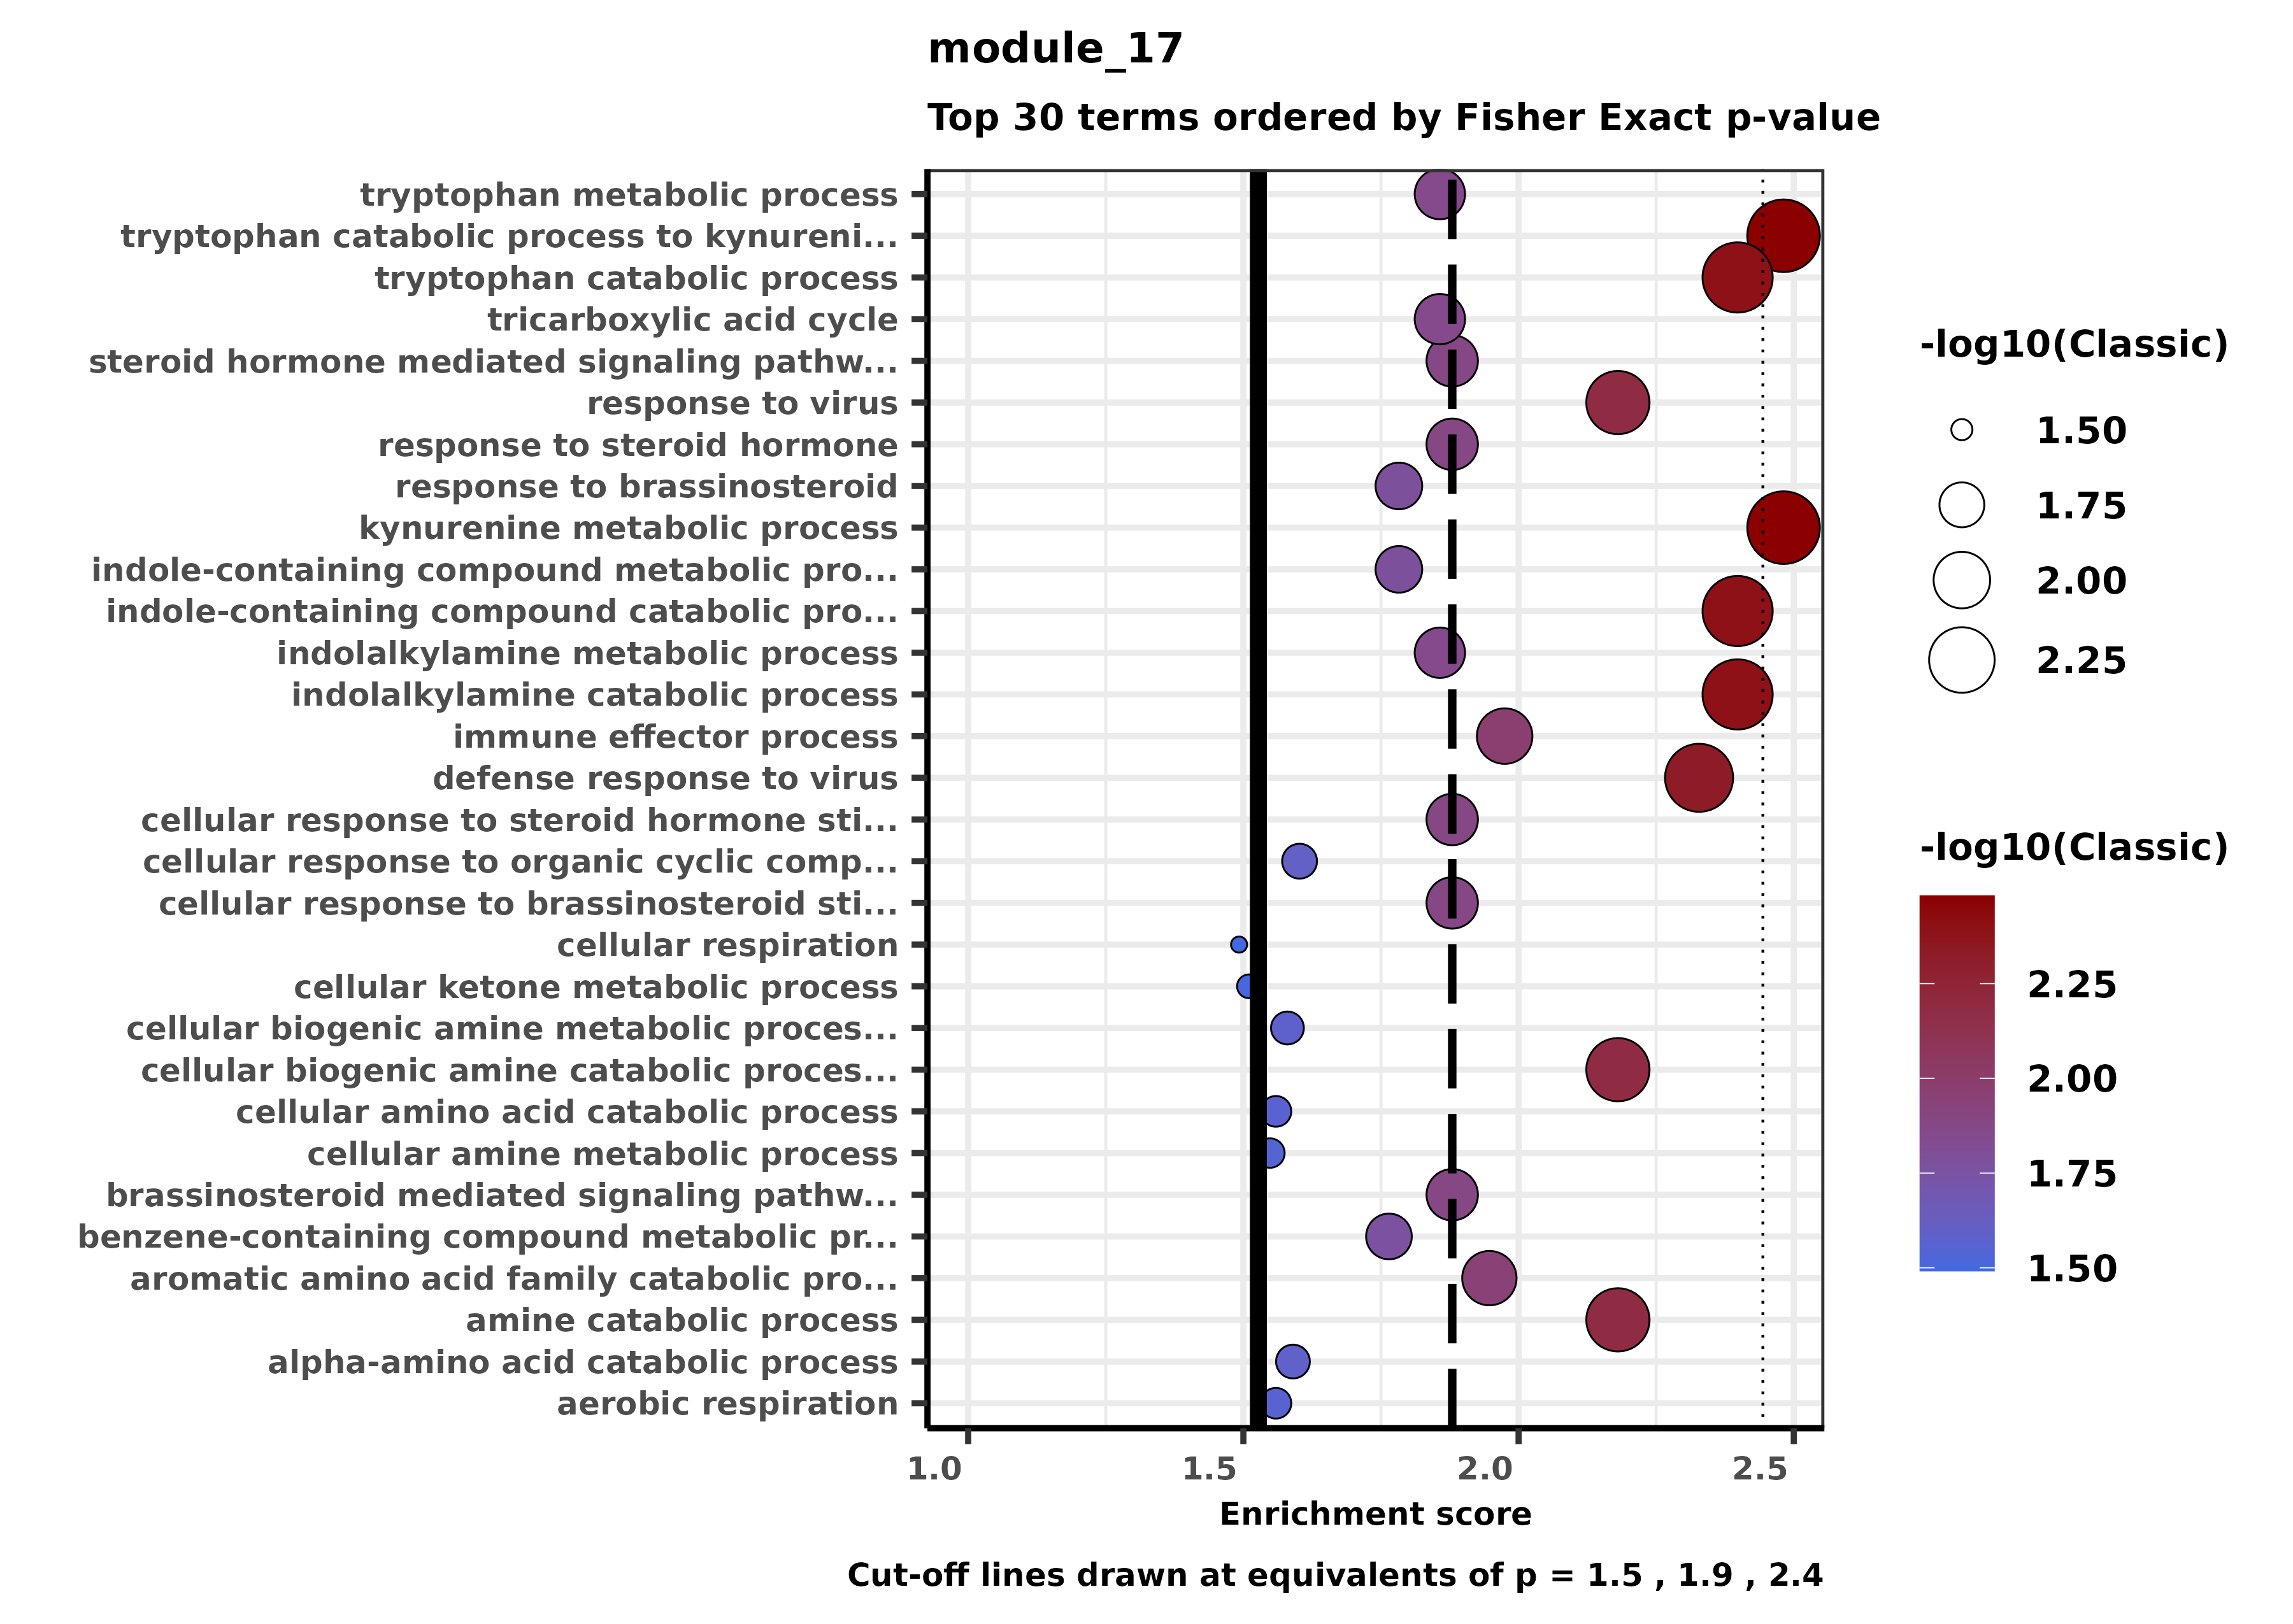 module_17
Top 30 terms ordered by Fisher Exact p-value
tryptophan metabolic process
tryptophan catabolic process to kynureni...
tryptophan catabolic process
tricarboxylic acid cycle
steroid hormone mediated signaling pathw...
response to virus
response to steroid hormone
response to brassinosteroid
kynurenine metabolic process
indole-containing compound metabolic pro...
indole-containing compound catabolic pro...
indolalkylamine metabolic process
indolalkylamine catabolic process
immune effector process
defense response to virus
cellular response to steroid hormone sti...
cellular response to organic cyclic comp...
cellular response to brassinosteroid sti...
cellular respiration
cellular ketone metabolic process
cellular biogenic amine metabolic proces...
cellular biogenic amine catabolic proces...
cellular amino acid catabolic process
cellular amine metabolic process
brassinosteroid mediated signaling pathw...
benzene-containing compound metabolic pr...
aromatic amino acid family catabolic pro...
amine catabolic process
alpha-amino acid catabolic process
aerobic respiration
1.0 1.5 2.0 2.5
Enrichment score
Cut-off lines drawn at equivalents of p = 1.5 , 1.9 , 2.4
-log10(Classic)
1.50
1.75
2.00
2.25
-log10(Classic)
2.25
2.00
1.75
1.50